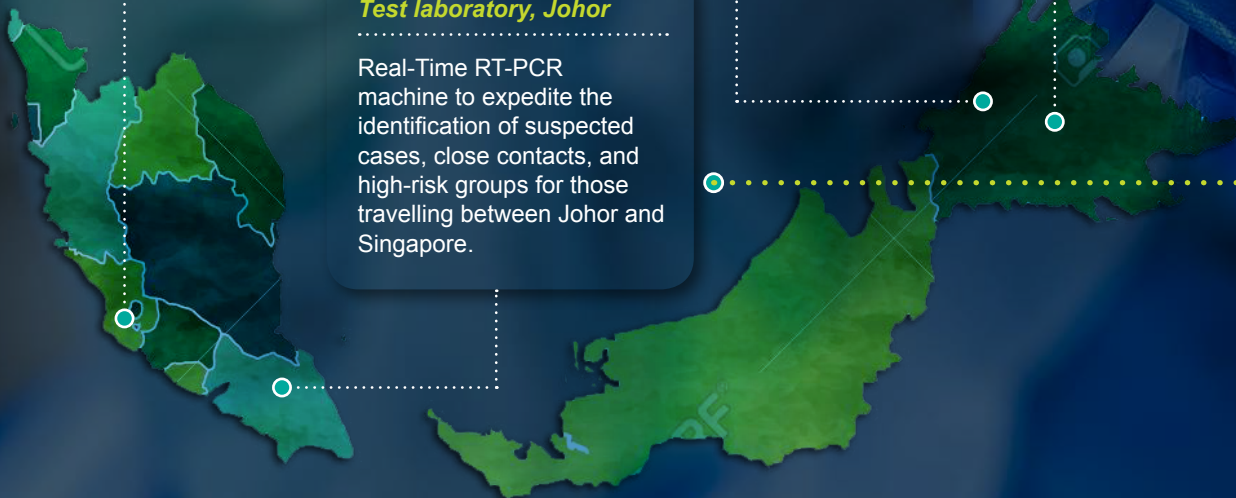 Test laboratory, Johor
Real-Time RT-PCR
machine to expedite the
identification of suspected
cases, close contacts, and
high-risk groups for those
travelling between Johor and
Singapore.